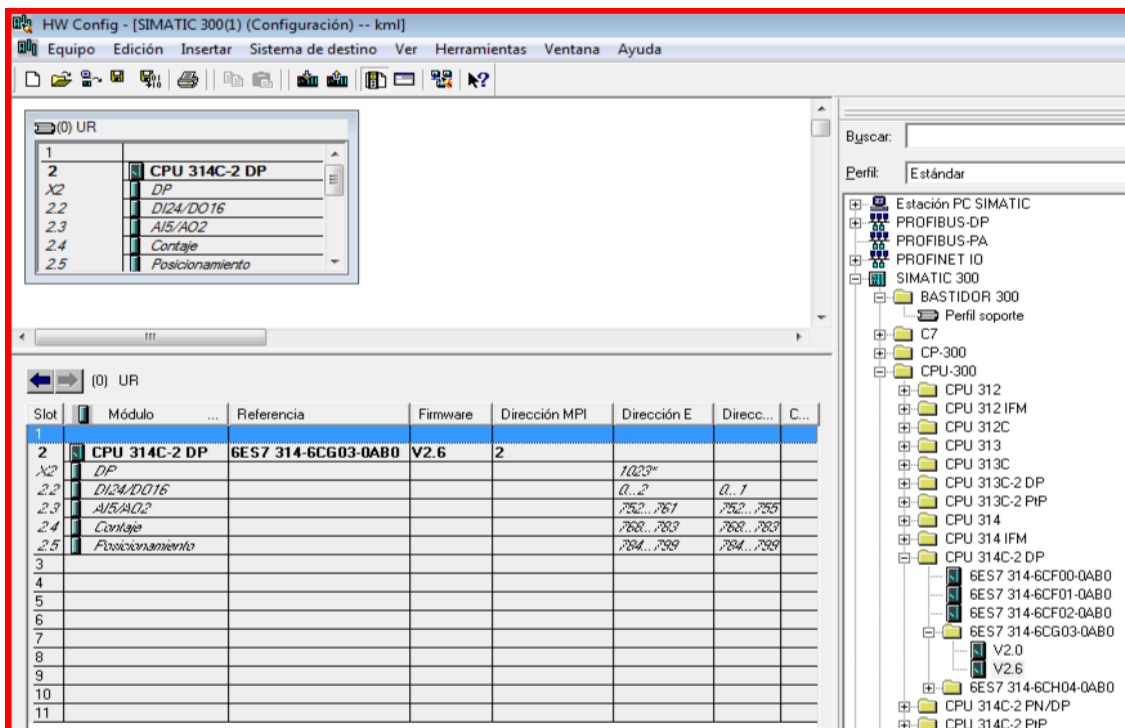 HW Config - [SIMATIC 300(1) (Configuración) -- kml]
Equipo Edición Insertar Sistema de destino Ver Herramientas Ventana Ayuda
(0) UR
1
2 CPU 314C-2 DP
X2 DP
2.2 DI24/DO16
2.3 AI5/AO2
2.4 Contaje
2.5 Posicionamiento
(0) UR
Slot Módulo ... Referencia Firmware Dirección MPI Dirección E Direcc... C...
1
2 CPU 314C-2 DP 6ES7 314-6CG03-0AB0 V2.6 2
X2 DP 1023*
2.2 DI24/DO16 0...2 0...1
2.3 AI5/AO2 752...761 752...755
2.4 Contaje 768...783 768...783
2.5 Posicionamiento 784...799 784...799
3
4
5
6
7
8
9
10
11
Buscar:
Perfil: Estándar
Estación PC SIMATIC
PROFIBUS-DP
PROFIBUS-PA
PROFINET IO
SIMATIC 300
BASTIDOR 300
Perfil soporte
C7
CP-300
CPU-300
CPU 312
CPU 312 IFM
CPU 312C
CPU 313
CPU 313C
CPU 313C-2 DP
CPU 313C-2 PtP
CPU 314
CPU 314 IFM
CPU 314C-2 DP
6ES7 314-6CF00-0AB0
6ES7 314-6CF01-0AB0
6ES7 314-6CF02-0AB0
6ES7 314-6CG03-0AB0
V2.0
V2.6
6ES7 314-6CH04-0AB0
CPU 314C-2 PN/DP
CPU 314C-2 PtP